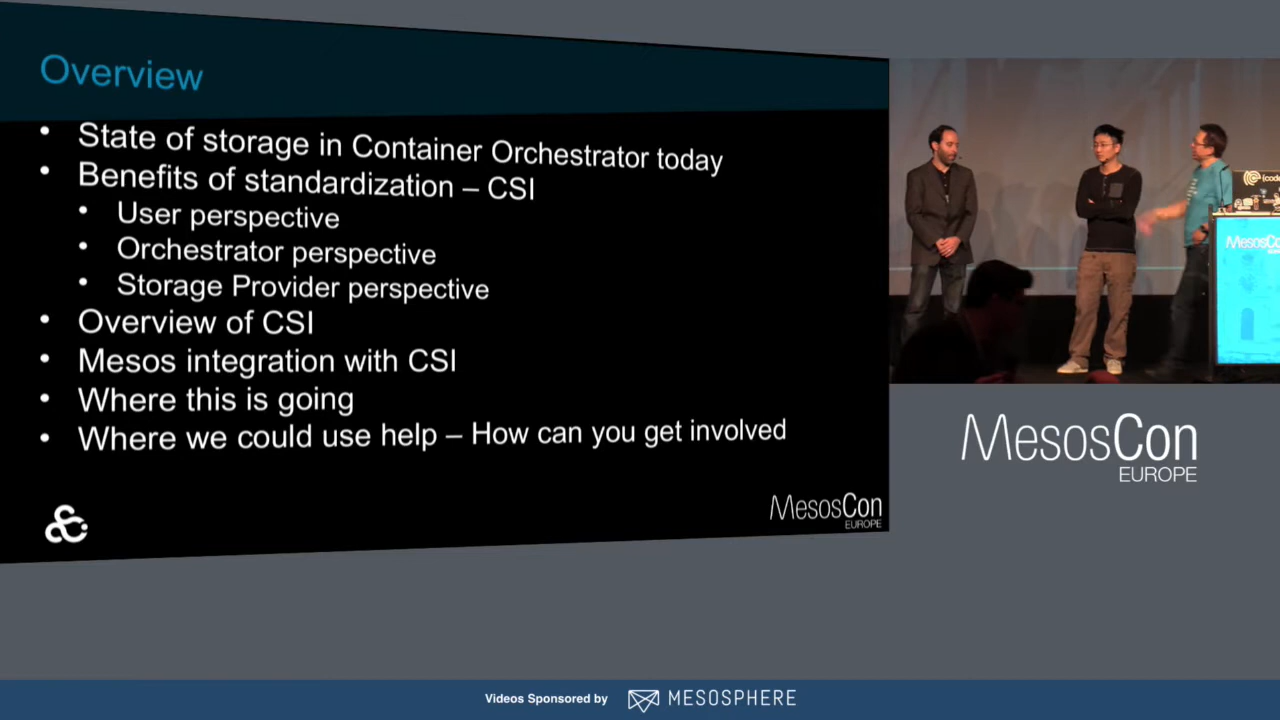 Overview
• State of storage in Container Orchestrator today
• Benefits of standardization – CSI
• User perspective
• Orchestrator perspective
• Storage Provider perspective
• Overview of CSI
• Mesos integration with CSI
• Where this is going
• Where we could use help – How can you get involved
MesosCon
EUROPE
{code
MesosCo
MesosCon
EUROPE
Videos Sponsored by MESOSPHERE